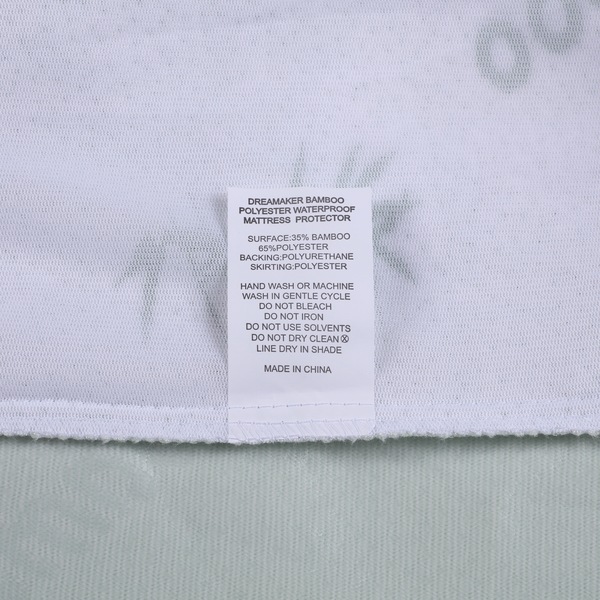 DREAMAKER BAMBOO
POLYESTER WATERPROOF
MATTRESS PROTECTOR
SURFACE:35% BAMBOO
65%POLYESTER
BACKING:POLYURETHANE
SKIRTING:POLYESTER
HAND WASH OR MACHINE
WASH IN GENTLE CYCLE
DO NOT BLEACH
DO NOT IRON
DO NOT USE SOLVENTS
DO NOT DRY CLEAN
LINE DRY IN SHADE
MADE IN CHINA